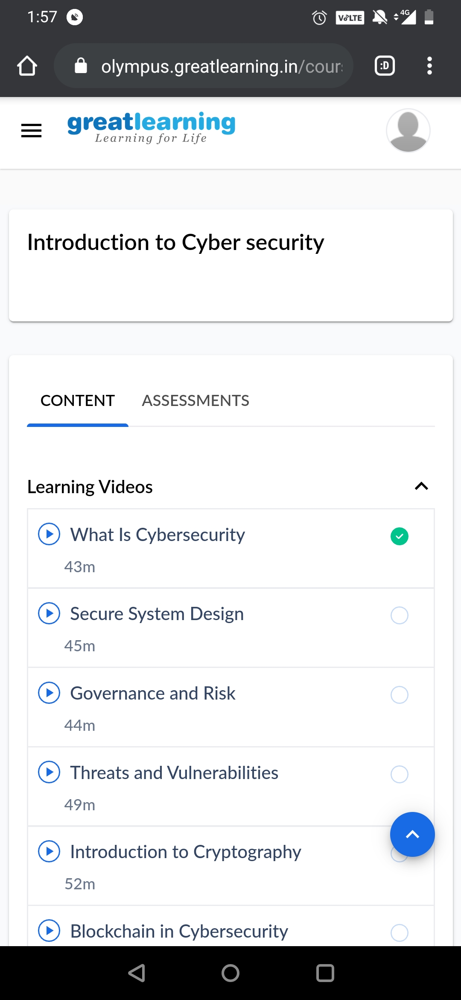 1:57
VoLTE 4G
olympus.greatlearning.in/cour
:D
greatlearning
Learning for Life
Introduction to Cyber security
CONTENT ASSESSMENTS
Learning Videos
What Is Cybersecurity
43m
Secure System Design
45m
Governance and Risk
44m
Threats and Vulnerabilities
49m
Introduction to Cryptography
52m
Blockchain in Cybersecurity